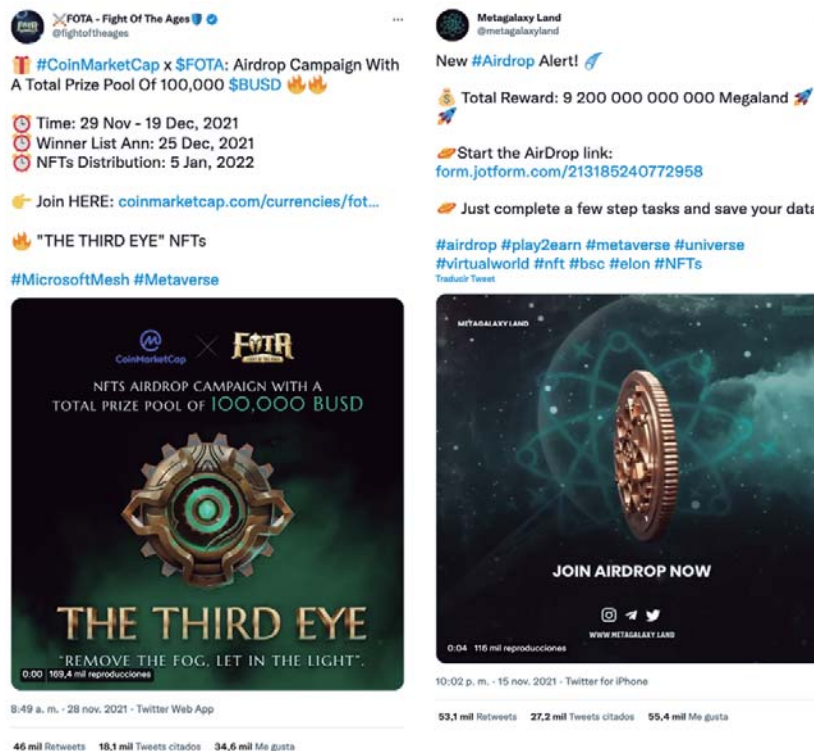 FOTA - Fight Of The Ages
@fightoftheages
#CoinMarketCap x $FOTA: Airdrop Campaign With
A Total Prize Pool Of 100,000 $BUSD
Time: 29 Nov - 19 Dec, 2021
Winner List Ann: 25 Dec, 2021
NFTs Distribution: 5 Jan, 2022
Join HERE: coinmarketcap.com/currencies/fot...
"THE THIRD EYE" NFTs
#MicrosoftMesh #Metaverse
CoinMarketCap
FOTA
NFTS AIRDROP CAMPAIGN WITH A
TOTAL PRIZE POOL OF 100,000 BUSD
THE THIRD EYE
"REMOVE THE FOG, LET IN THE LIGHT".
0:00 169,4 mil reproducciones
8:49 a. m. · 28 nov. 2021 · Twitter Web App
46 mil Retweets 18,1 mil Tweets citados 34,6 mil Me gusta
Metagalaxy Land
@metagalaxyland
New #Airdrop Alert!
Total Reward: 9 200 000 000 000 Megaland
Start the AirDrop link:
form.jotform.com/213185240772958
Just complete a few step tasks and save your data
#airdrop #play2earn #metaverse #universe
#virtualworld #nft #bsc #elon #NFTs
Traducir Tweet
METAGALAXY LAND
JOIN AIRDROP NOW
WWW.METAGALAXY.LAND
0:04 116 mil reproducciones
10:02 p. m. · 15 nov. 2021 · Twitter for iPhone
53,1 mil Retweets 27,2 mil Tweets citados 55,4 mil Me gusta